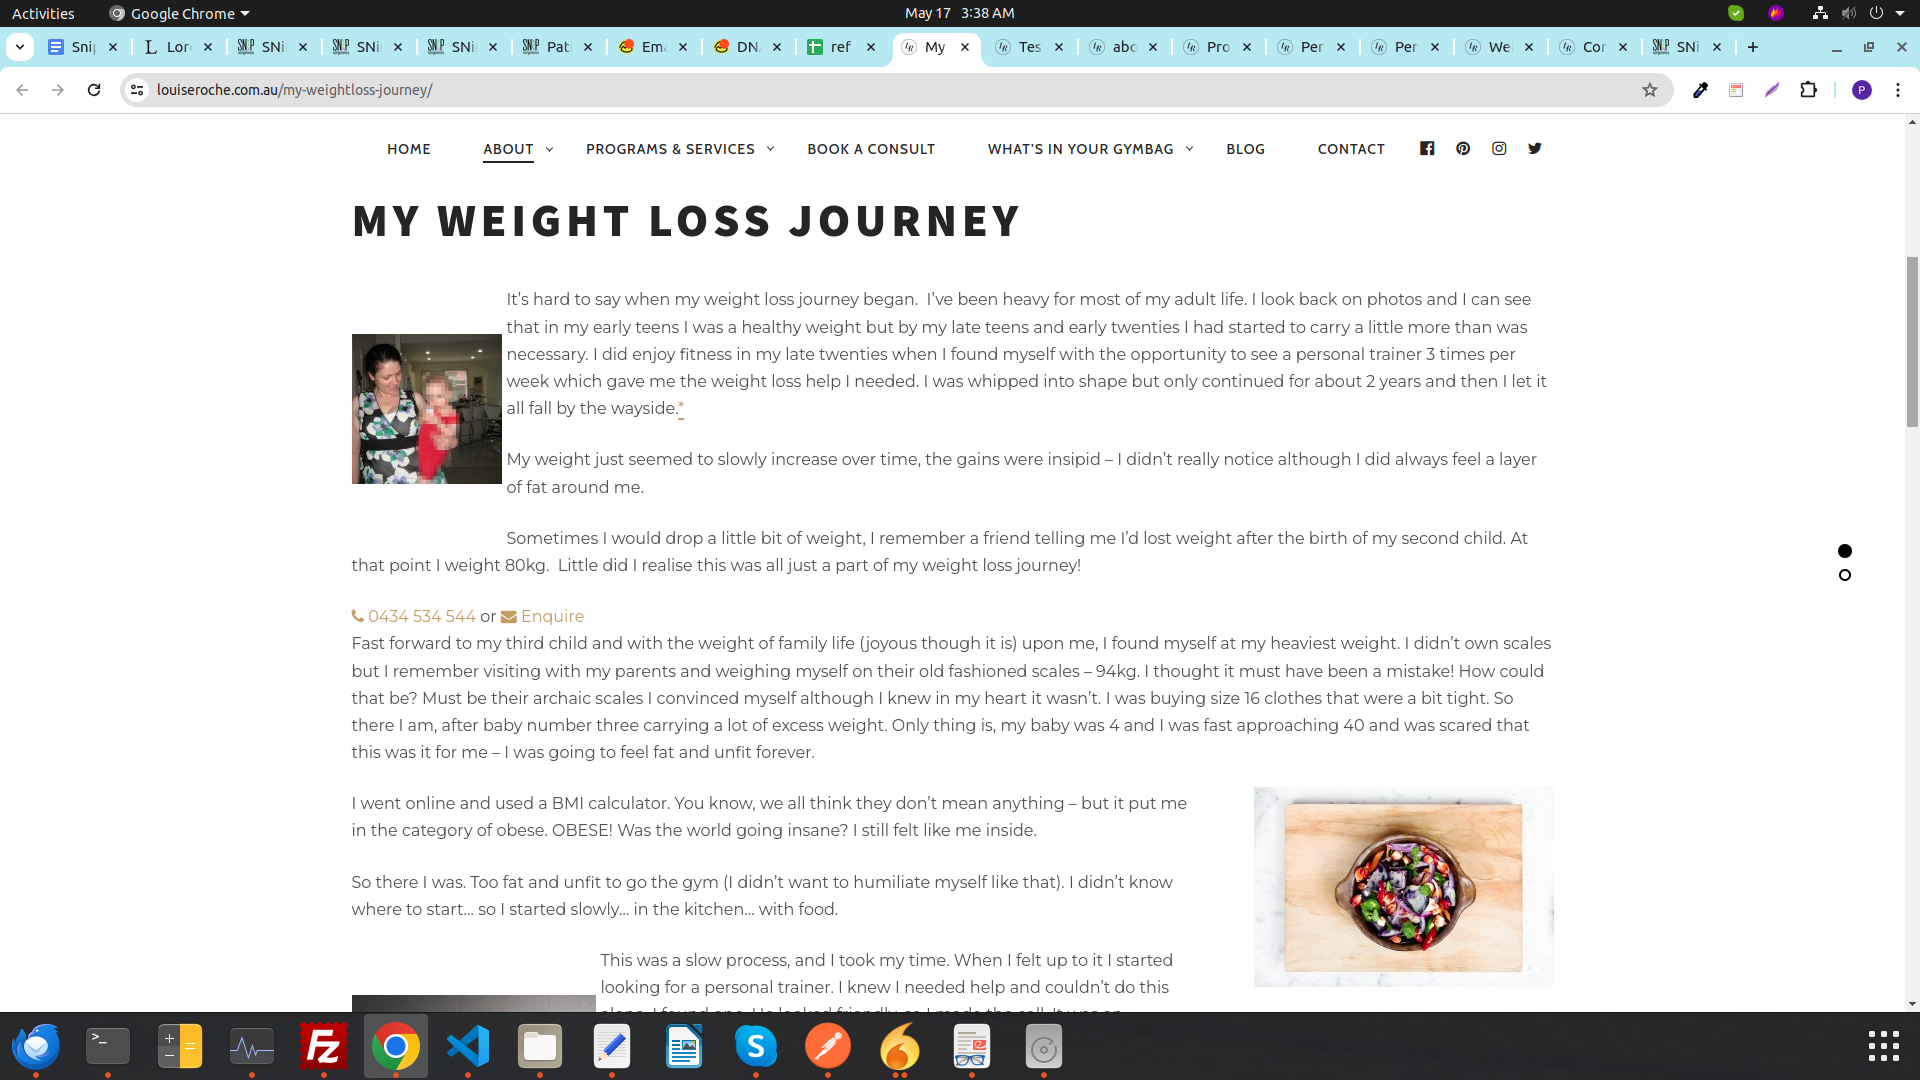 Activities Google Chrome May 17 3:38 AM
Snip Lor SNi SNi SNi Pati Ema DN ref My Tes abo Pro Per Per We Cor SNi
louiseroche.com.au/my-weightloss-journey/ P
HOME ABOUT PROGRAMS & SERVICES BOOK A CONSULT WHAT'S IN YOUR GYMBAG BLOG CONTACT
MY WEIGHT LOSS JOURNEY
It’s hard to say when my weight loss journey began.  I’ve been heavy for most of my adult life. I look back on photos and I can see
that in my early teens I was a healthy weight but by my late teens and early twenties I had started to carry a little more than was
necessary. I did enjoy fitness in my late twenties when I found myself with the opportunity to see a personal trainer 3 times per
week which gave me the weight loss help I needed. I was whipped into shape but only continued for about 2 years and then I let it
all fall by the wayside.*
My weight just seemed to slowly increase over time, the gains were insipid – I didn’t really notice although I did always feel a layer
of fat around me.
Sometimes I would drop a little bit of weight, I remember a friend telling me I’d lost weight after the birth of my second child. At
that point I weight 80kg.  Little did I realise this was all just a part of my weight loss journey!
0434 534 544 or Enquire
Fast forward to my third child and with the weight of family life (joyous though it is) upon me, I found myself at my heaviest weight. I didn’t own scales
but I remember visiting with my parents and weighing myself on their old fashioned scales – 94kg. I thought it must have been a mistake! How could
that be? Must be their archaic scales I convinced myself although I knew in my heart it wasn’t. I was buying size 16 clothes that were a bit tight. So
there I am, after baby number three carrying a lot of excess weight. Only thing is, my baby was 4 and I was fast approaching 40 and was scared that
this was it for me – I was going to feel fat and unfit forever.
I went online and used a BMI calculator. You know, we all think they don’t mean anything – but it put me
in the category of obese. OBESE! Was the world going insane? I still felt like me inside.
So there I was. Too fat and unfit to go the gym (I didn’t want to humiliate myself like that). I didn’t know
where to start… so I started slowly… in the kitchen… with food.
This was a slow process, and I took my time. When I felt up to it I started
looking for a personal trainer. I knew I needed help and couldn’t do this